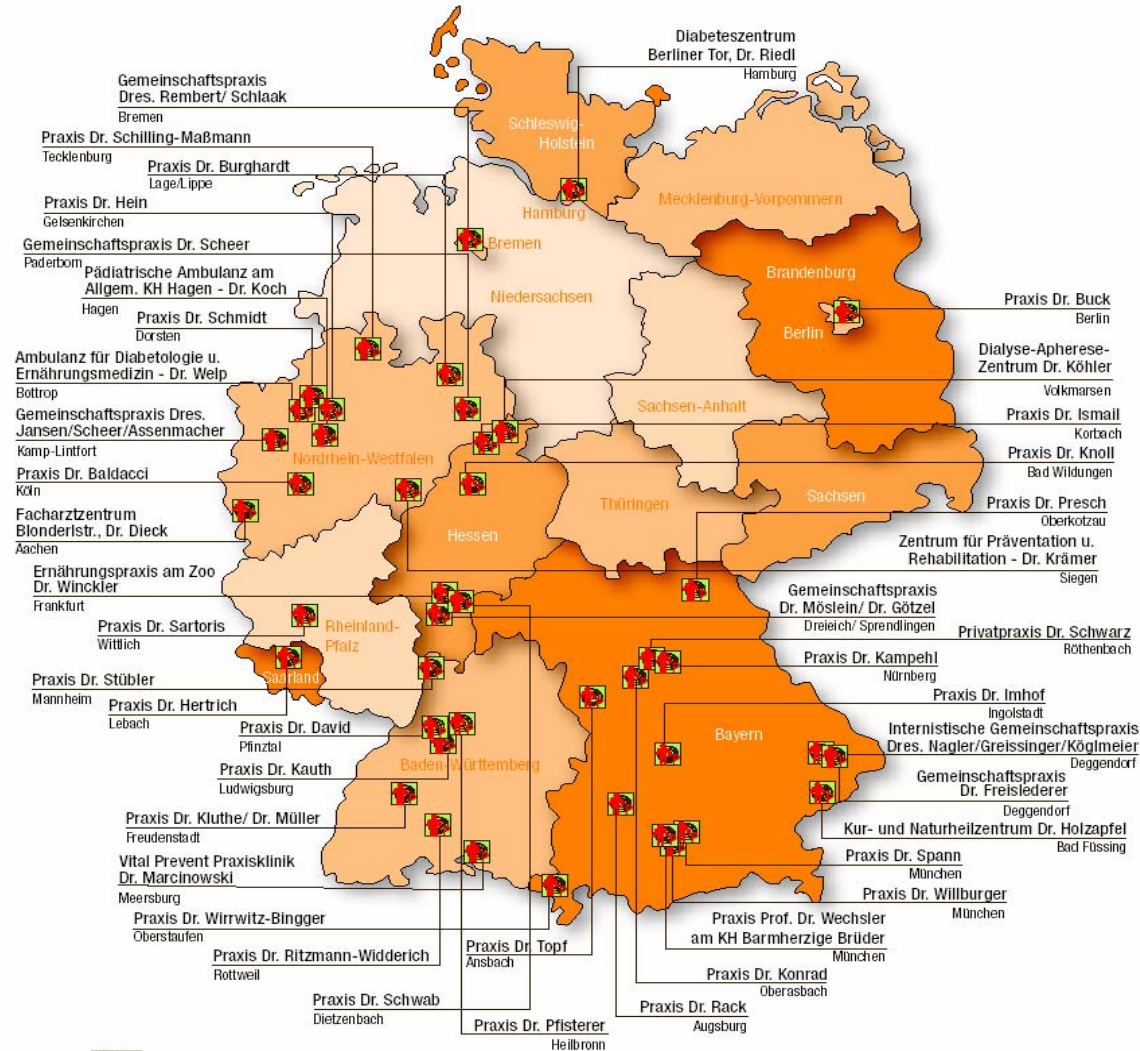 Diabeteszentrum
Berliner Tor, Dr. Riedl
Hamburg
Gemeinschaftspraxis
Dres. Rembert/ Schlaak
Bremen
Praxis Dr. Schilling-Maßmann
Tecklenburg
Praxis Dr. Burghardt
Lage/Lippe
Praxis Dr. Hein
Gelsenkirchen
Gemeinschaftspraxis Dr. Scheer
Paderborn
Pädiatrische Ambulanz am
Allgem. KH Hagen - Dr. Koch
Hagen
Praxis Dr. Schmidt
Dorsten
Ambulanz für Diabetologie u.
Ernährungsmedizin - Dr. Welp
Bottrop
Gemeinschaftspraxis Dres.
Jansen/Scheer/Assenmacher
Kamp-Lintfort
Praxis Dr. Baldacci
Köln
Facharztzentrum
Blonderlstr., Dr. Dieck
Aachen
Ernährungspraxis am Zoo
Dr. Winckler
Frankfurt
Praxis Dr. Sartoris
Wittlich
Praxis Dr. Stübler
Mannheim
Praxis Dr. Hertrich
Lebach
Praxis Dr. David
Pfinztal
Praxis Dr. Kauth
Ludwigsburg
Praxis Dr. Kluthe/ Dr. Müller
Freudenstadt
Vital Prevent Praxisklinik
Dr. Marcinowski
Meersburg
Praxis Dr. Wirrwitz-Bingger
Oberstaufen
Praxis Dr. Ritzmann-Widderich
Rottweil
Praxis Dr. Schwab
Dietzenbach
Praxis Dr. Pfisterer
Heilbronn
Praxis Dr. Topf
Ansbach
Schleswig-
Holstein
Hamburg
Mecklenburg-Vorpommern
Bremen
Niedersachsen
Brandenburg
Berlin
Sachsen-Anhalt
Nordrhein-Westfalen
Hessen
Thüringen
Sachsen
Rheinland-
Pfalz
Saarland
Baden-Württemberg
Bayern
Praxis Dr. Buck
Berlin
Dialyse-Apherese-
Zentrum Dr. Köhler
Volkmarsen
Praxis Dr. Ismail
Korbach
Praxis Dr. Knoll
Bad Wildungen
Praxis Dr. Presch
Oberkotzau
Zentrum für Präventation u.
Rehabilitation - Dr. Krämer
Siegen
Gemeinschaftspraxis
Dr. Möslein/ Dr. Götzel
Dreieich/ Sprendlingen
Privatpraxis Dr. Schwarz
Röthenbach
Praxis Dr. Kampehl
Nürnberg
Praxis Dr. Imhof
Ingolstadt
Internistische Gemeinschaftspraxis
Dres. Nagler/Greissinger/Köglmeier
Deggendorf
Gemeinschaftspraxis
Dr. Freislederer
Deggendorf
Kur- und Naturheilzentrum Dr. Holzapfel
Bad Füssing
Praxis Dr. Spann
München
Praxis Dr. Willburger
München
Praxis Prof. Dr. Wechsler
am KH Barmherzige Brüder
München
Praxis Dr. Konrad
Oberasbach
Praxis Dr. Rack
Augsburg